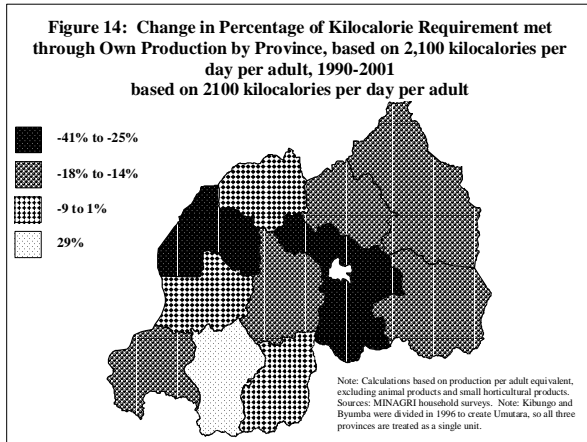 Figure 14: Change in Percentage of Kilocalorie Requirement met
through Own Production by Province, based on 2,100 kilocalories per
day per adult, 1990-2001
based on 2100 kilocalories per day per adult
-41% to -25%
-18% to -14%
-9 to 1%
29%
Note: Calculations based on production per adult equivalent,
excluding animal products and small horticultural products.
Sources: MINAGRI household surveys. Note: Kibungo and
Byumba were divided in 1996 to create Umutara, so all three
provinces are treated as a single unit.